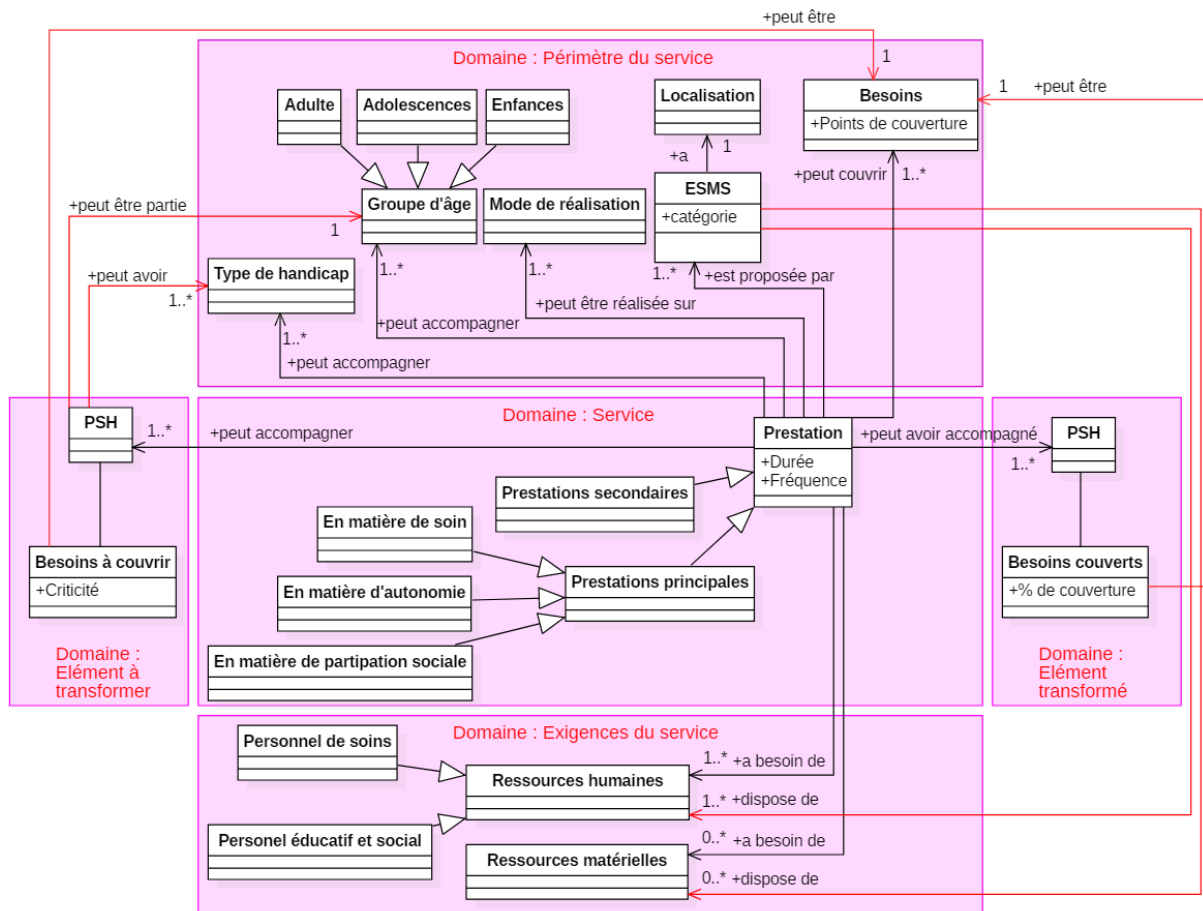 +peut être
Domaine : Périmètre du service
1
Adulte
Adolescences
Enfances
Localisation
Besoins
+Points de couverture
1
+peut être
+a
1
+peut couvrir
1..*
ESMS
+catégorie
Groupe d'âge
Mode de réalisation
+peut être partie
1
+peut avoir
1..*
Type de handicap
1..*
1..*
1..*
+est proposée par
+peut être réalisée sur
1..*
+peut accompagner
+peut accompagner
PSH
Domaine : Service
1..*
+peut accompagner
Prestation
+Durée
+Fréquence
+peut avoir accompagné
1..*
PSH
Prestations secondaires
En matière de soin
Besoins à couvrir
+Criticité
En matière d'autonomie
Prestations principales
Besoins couverts
+% de couverture
En matière de partipation sociale
Domaine :
Elément à
transformer
Domaine :
Elément
transformé
Domaine : Exigences du service
Personnel de soins
1..*
+a besoin de
Ressources humaines
1..*
+dispose de
Personel éducatif et social
0..*
+a besoin de
Ressources matérielles
0..*
+dispose de